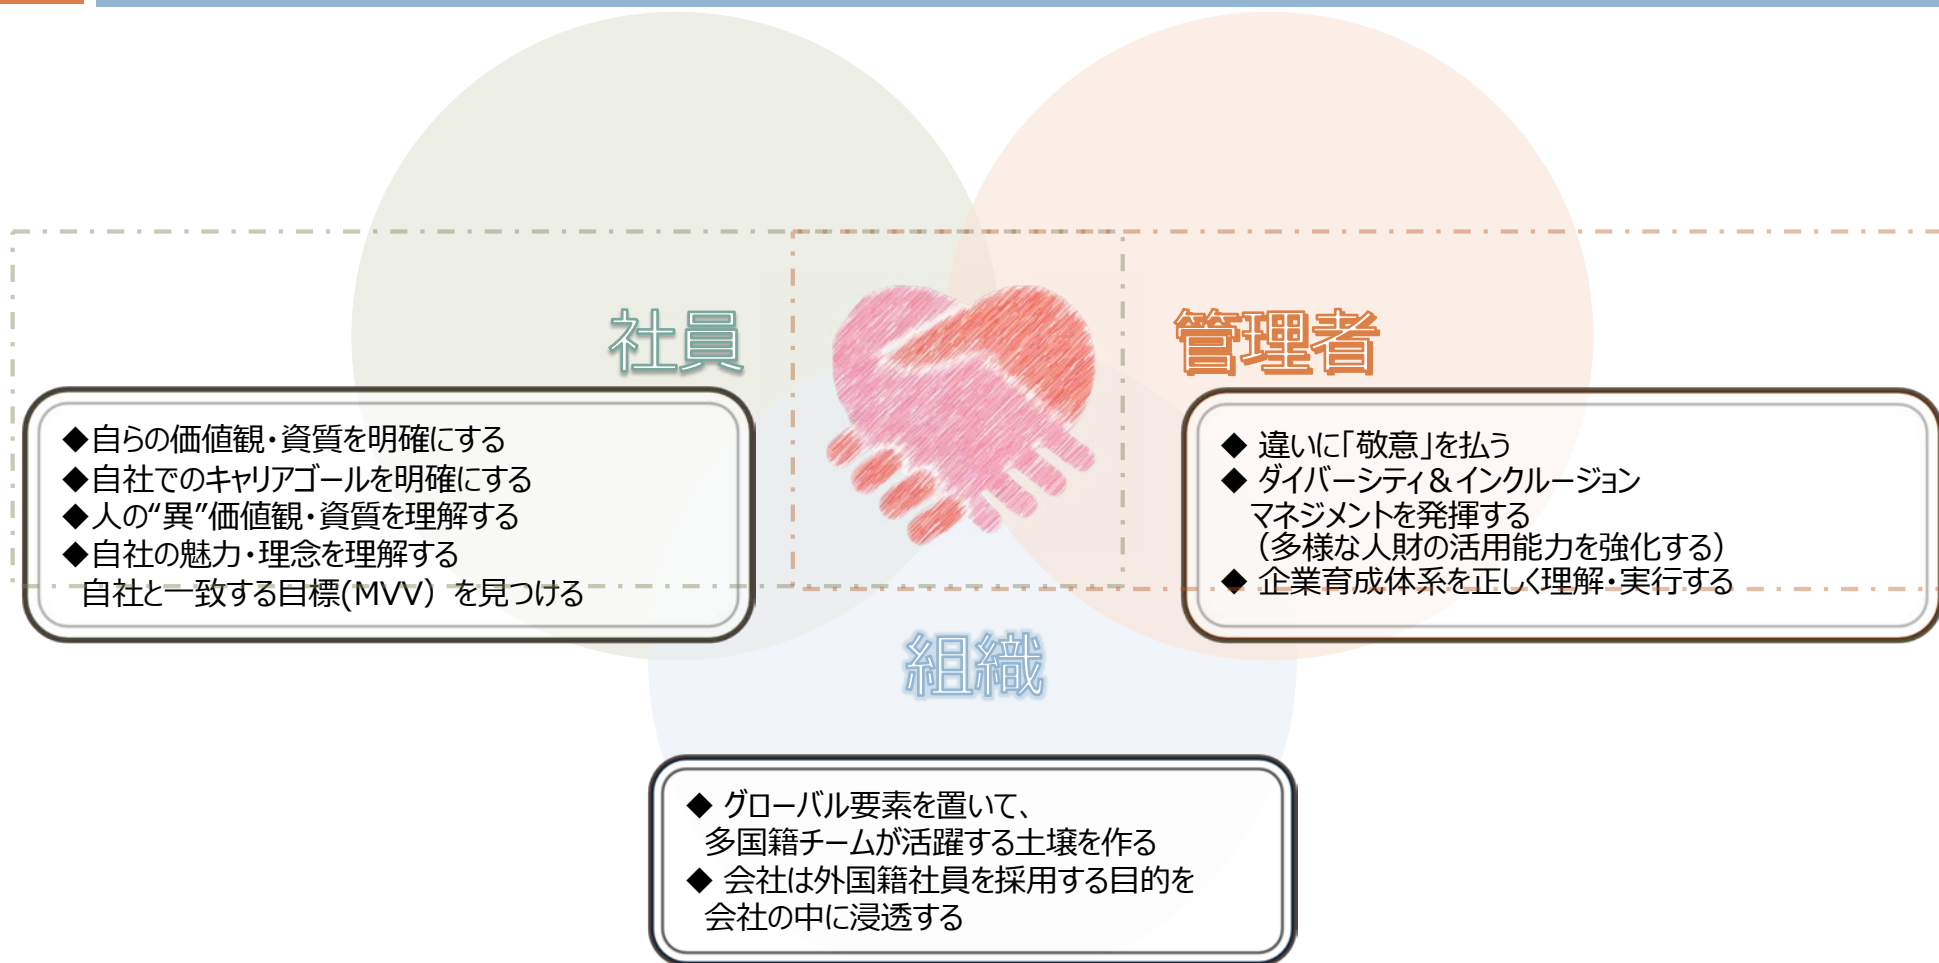 社員
◆自らの価値観・資質を明確にする
◆自社でのキャリアゴールを明確にする
◆人の“異”価値観・資質を理解する
◆自社の魅力・理念を理解する
自社と一致する目標(MVV）を見つける
管理者
◆ 違いに「敬意」を払う
◆ ダイバーシティ＆インクルージョン
マネジメントを発揮する
（多様な人財の活用能力を強化する）
◆ 企業育成体系を正しく理解・実行する
組織
◆ グローバル要素を置いて、
多国籍チームが活躍する土壌を作る
◆ 会社は外国籍社員を採用する目的を
会社の中に浸透する